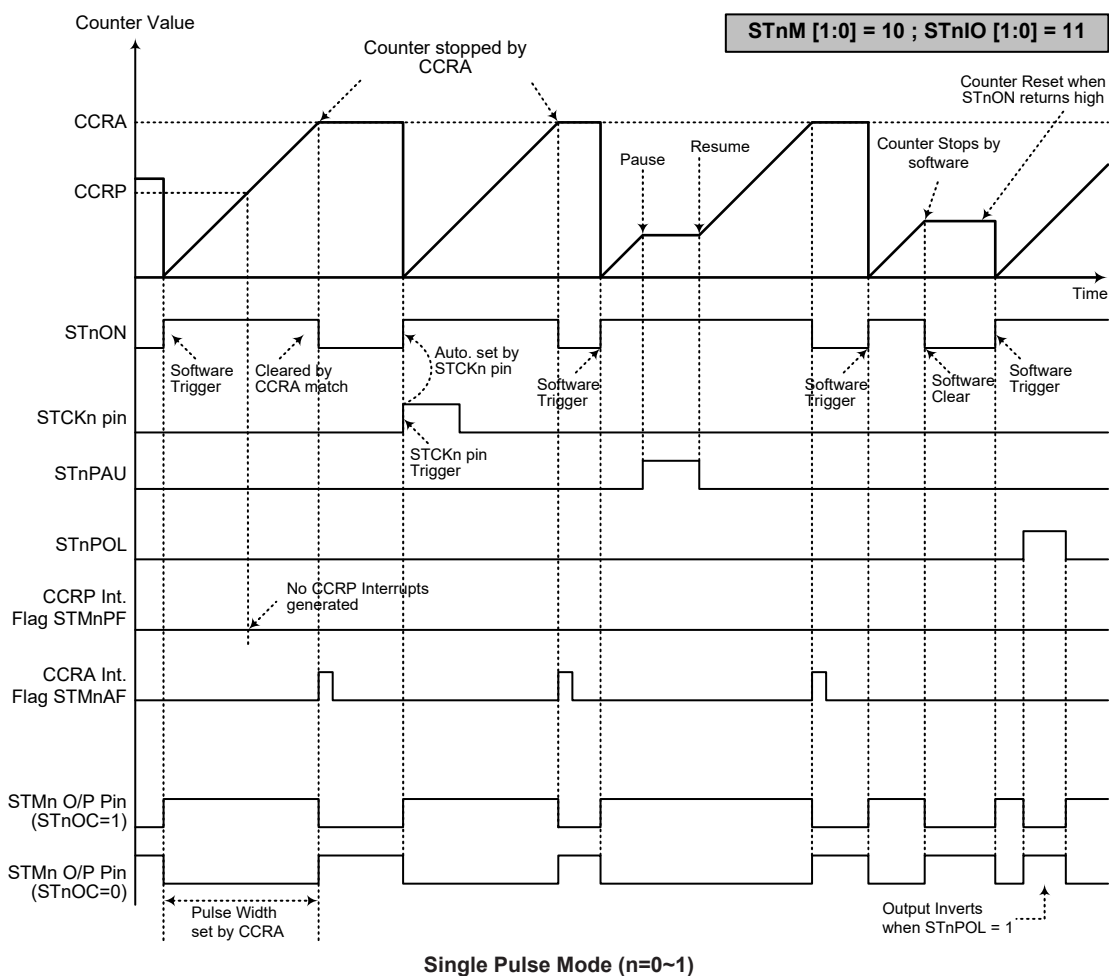 Counter Value
STnM [1:0] = 10 ; STnIO [1:0] = 11
Counter stopped by
CCRA
Counter Reset when
STnON returns high
CCRA
Pause
Resume
Counter Stops by
software
CCRP
Time
STnON
Software
Trigger
Cleared by
CCRA match
Auto. set by
STCKn pin
Software
Trigger
Software
Trigger
Software
Clear
Software
Trigger
STCKn pin
STCKn pin
Trigger
STnPAU
STnPOL
CCRP Int.
Flag STMnPF
No CCRP Interrupts
generated
CCRA Int.
Flag STMnAF
STMn O/P Pin
(STnOC=1)
STMn O/P Pin
(STnOC=0)
Pulse Width
set by CCRA
Output Inverts
when STnPOL = 1
Single Pulse Mode (n=0~1)